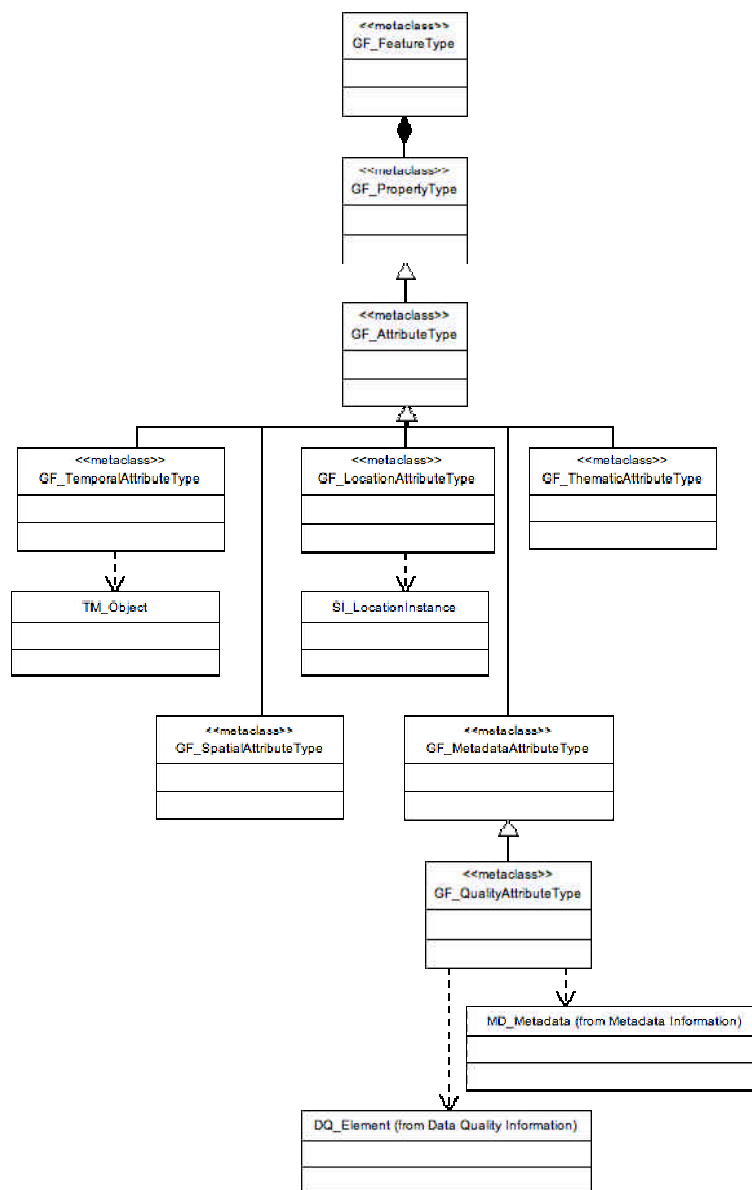 <<metaclass>>
GF_FeatureType
<<metaclass>>
GF_PropertyType
<<metaclass>>
GF_AttributeType
<<metaclass>>
GF_TemporalAttributeType
<<metaclass>>
GF_LocationAttributeType
<<metaclass>>
GF_ThematicAttributeType
TM_Object
SI_LocationInstance
<<metaclass>>
GF_SpatialAttributeType
<<metaclass>>
GF_MetadataAttributeType
<<metaclass>>
GF_QualityAttributeType
MD_Metadata (from Metadata Information)
DQ_Element (from Data Quality Information)